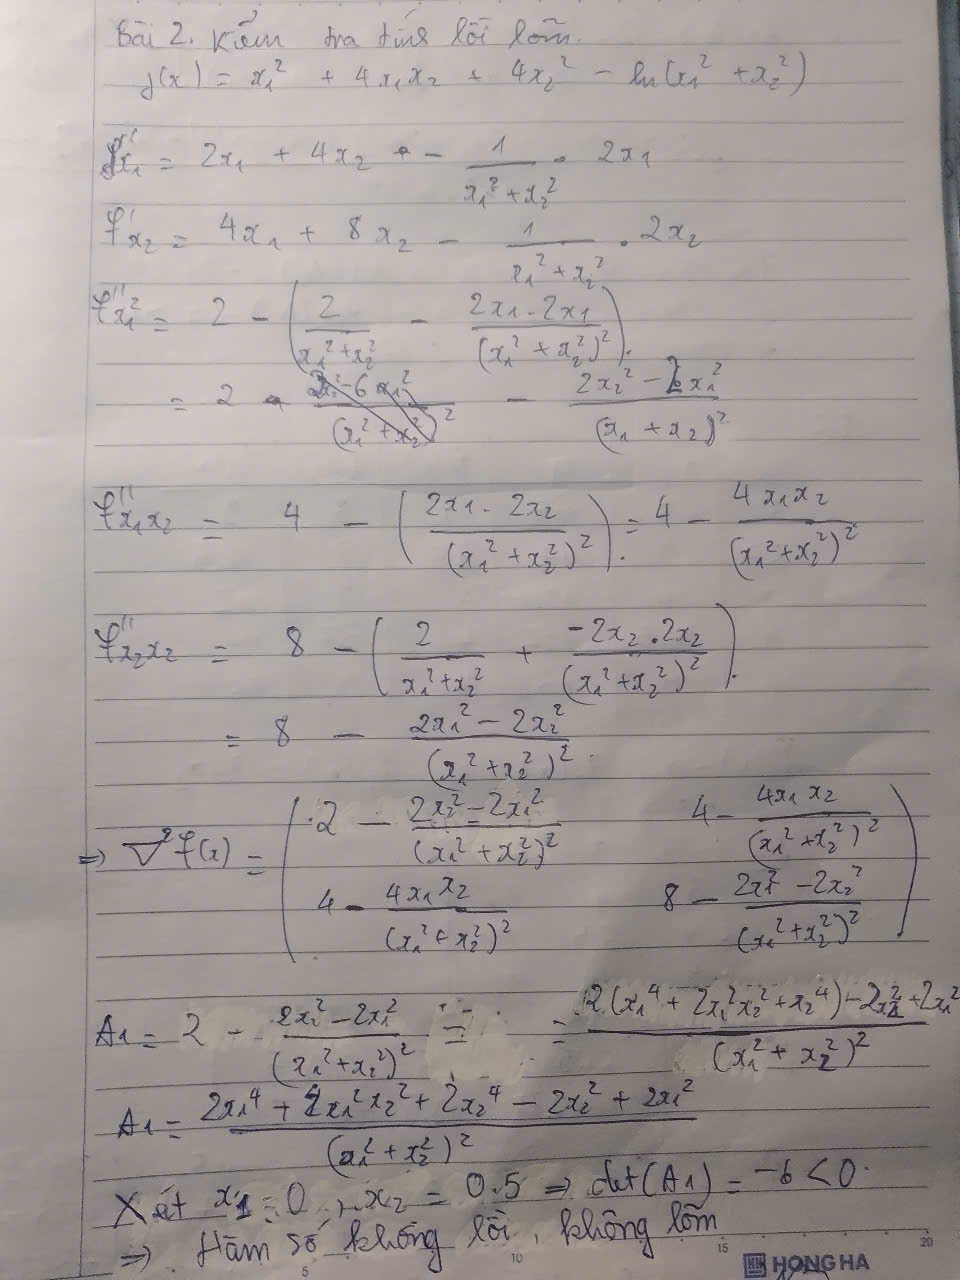 Bài 2. Kiểm tra tính lồi lõm.
f(x) = x₁² + 4x₁x₂ + 4x₂² - ln(x₁² + x₂²)
f'x₁ = 2x₁ + 4x₂ - 1/(x₁² + x₂²) . 2x₁
f'x₂ = 4x₁ + 8x₂ - 1/(x₁² + x₂²) . 2x₂
f''x₁² = 2 - (2/(x₁² + x₂²) - (2x₁ . 2x₁)/(x₁² + x₂²)²).
= 2 - (2x₂² - 2x₁²)/(x₁ + x₂)²
f''x₁x₂ = 4 - ((2x₁ . 2x₂)/(x₁² + x₂²)²). = 4 - 4x₁x₂/(x₁² + x₂²)²
f''x₂x₂ = 8 - (2/(x₁² + x₂²) + (-2x₂ . 2x₂)/(x₁² + x₂²)²).
= 8 - (2x₁² - 2x₂²)/(x₁² + x₂²)²
⇒ ∇²f(x) = ( 2 - (2x₂² - 2x₁²)/(x₁² + x₂²)² 4 - 4x₁x₂/(x₁² + x₂²)²
4 - 4x₁x₂/(x₁² + x₂²)² 8 - (2x₁² - 2x₂²)/(x₁² + x₂²)² )
A₁ = 2 - (2x₂² - 2x₁²)/(x₁² + x₂²)² = (2(x₁⁴ + 2x₁²x₂² + x₂⁴) - 2x₂² + 2x₁²)/(x₁² + x₂²)²
A₁ = (2x₁⁴ + 4x₁²x₂² + 2x₂⁴ - 2x₂² + 2x₁²)/(x₁² + x₂²)²
Xét x₁ = 0, x₂ = 0.5 ⇒ det(A₁) = -6 < 0.
⇒ Hàm số không lồi, không lõm
5 10 15 20
HONG HA